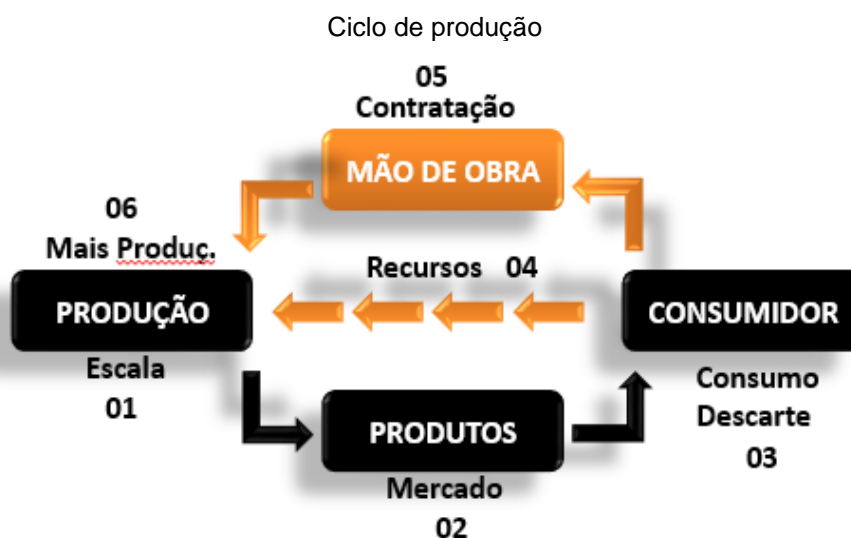 Ciclo de produção
05
Contratação
MÃO DE OBRA
06
Mais Produç.
Recursos 04
PRODUÇÃO
CONSUMIDOR
Escala
01
Consumo
Descarte
03
PRODUTOS
Mercado
02